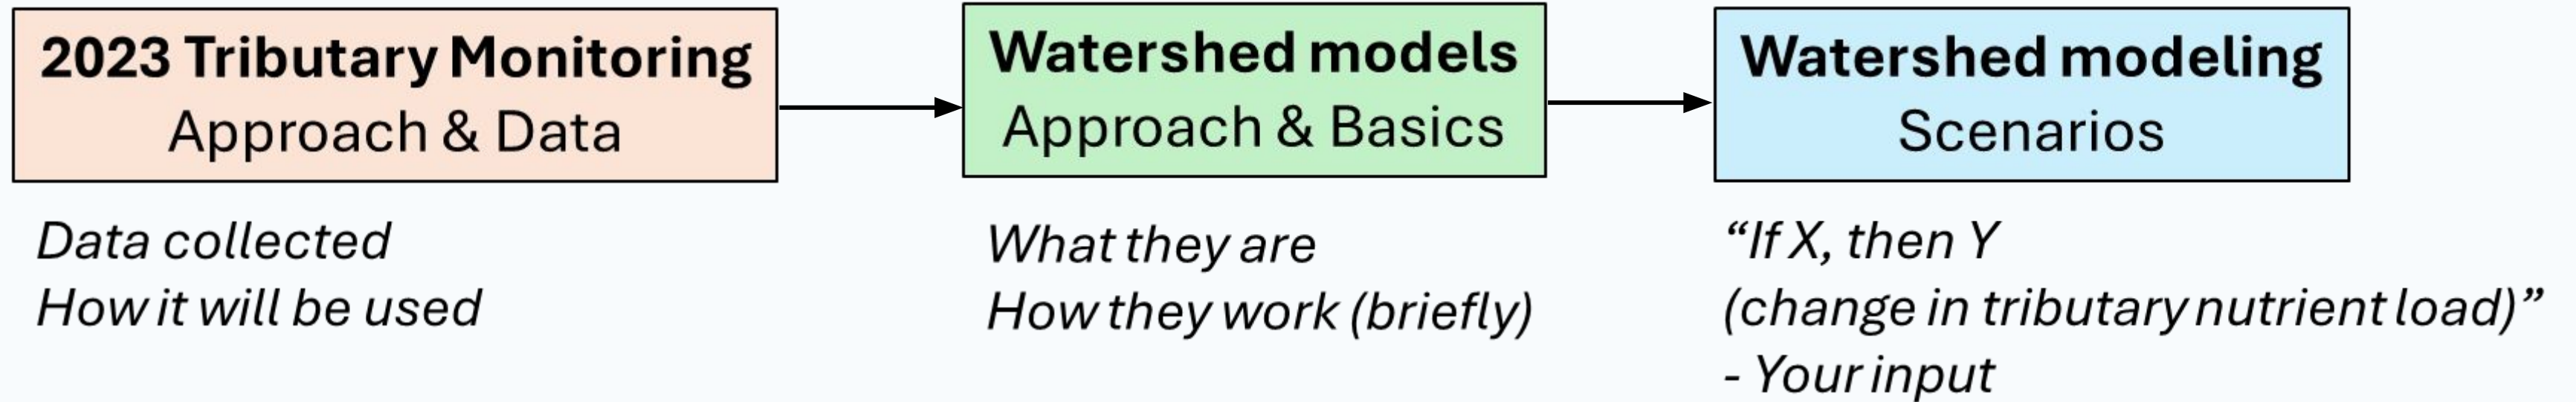 2023 Tributary Monitoring
Approach & Data
Data collected
How it will be used
Watershed models
Approach & Basics
What they are
How they work (briefly)
Watershed modeling
Scenarios
“If X, then Y
(change in tributary nutrient load)”
- Your input